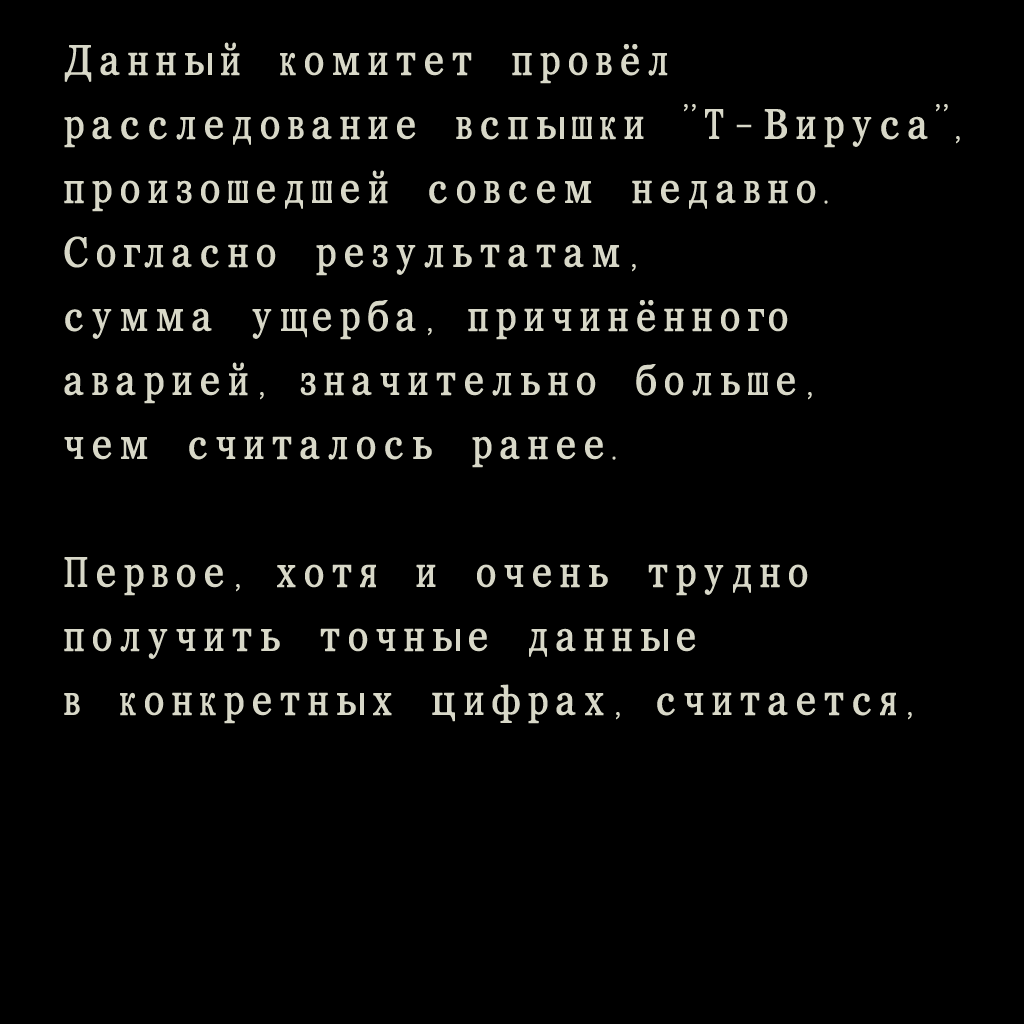 Данный комитет провёл
расследование вспышки "Т-Вируса",
произошедшей совсем недавно.
Согласно результатам,
сумма ущерба, причинённого
аварией, значительно больше,
чем считалось ранее.
Первое, хотя и очень трудно
получить точные данные
в конкретных цифрах, считается,